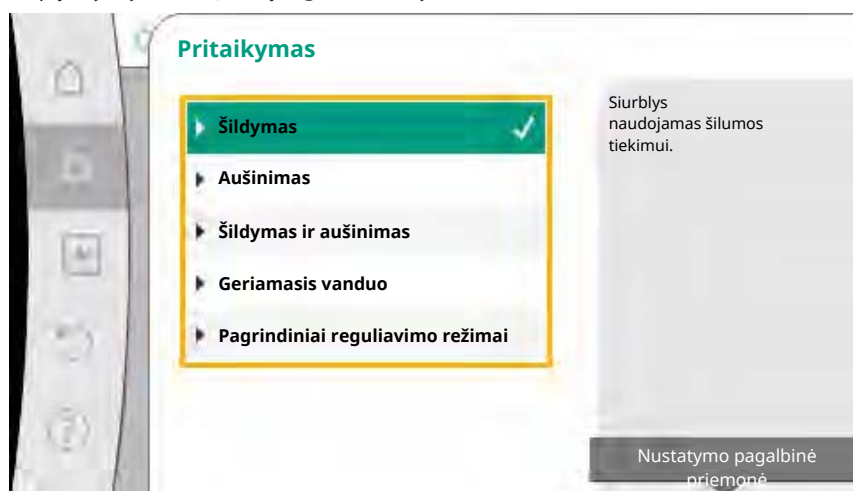 Pritaikymas
Šildymas
Aušinimas
Šildymas ir aušinimas
Geriamasis vanduo
Pagrindiniai reguliavimo režimai
Siurblys
naudojamas šilumos
tiekimui.
Nustatymo pagalbinė
priemonė